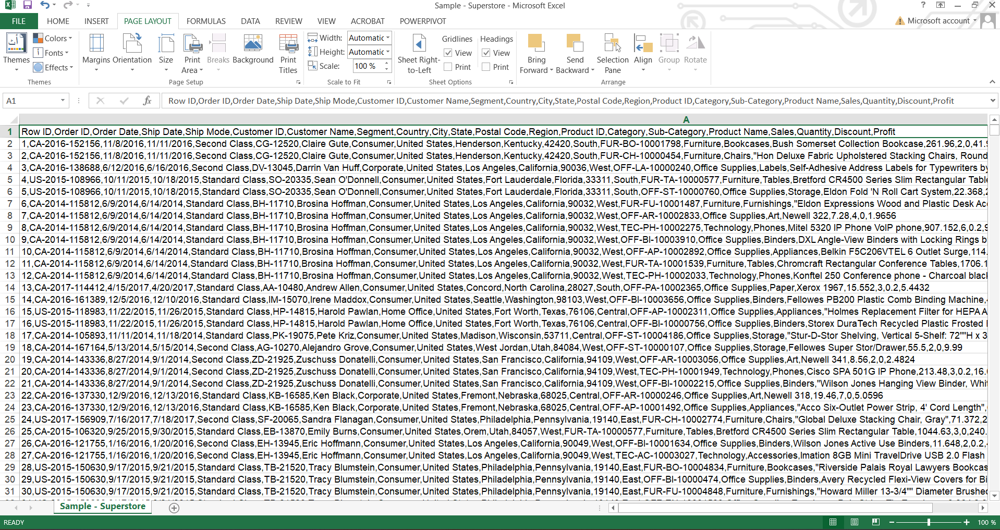 Sample - Superstore - Microsoft Excel
?
FILE HOME INSERT PAGE LAYOUT FORMULAS DATA REVIEW VIEW ACROBAT POWERPIVOT Microsoft account
Themes
Colors
Fonts
Effects
Themes
Margins
Orientation
Size
Print Area
Breaks
Background
Print Titles
Page Setup
Width: Automatic
Height: Automatic
Scale: 100 %
Scale to Fit
Sheet Right-to-Left
Gridlines
View
Print
Headings
View
Print
Sheet Options
Bring Forward
Send Backward
Selection Pane
Align
Group
Rotate
Arrange
A1 fx Row ID,Order ID,Order Date,Ship Date,Ship Mode,Customer ID,Customer Name,Segment,Country,City,State,Postal Code,Region,Product ID,Category,Sub-Category,Product Name,Sales,Quantity,Discount,Profit
A
1 Row ID,Order ID,Order Date,Ship Date,Ship Mode,Customer ID,Customer Name,Segment,Country,City,State,Postal Code,Region,Product ID,Category,Sub-Category,Product Name,Sales,Quantity,Discount,Profit
2 1,CA-2016-152156,11/8/2016,11/11/2016,Second Class,CG-12520,Claire Gute,Consumer,United States,Henderson,Kentucky,42420,South,FUR-BO-10001798,Furniture,Bookcases,Bush Somerset Collection Bookcase,261.96,2,0,41.9
3 2,CA-2016-152156,11/8/2016,11/11/2016,Second Class,CG-12520,Claire Gute,Consumer,United States,Henderson,Kentucky,42420,South,FUR-CH-10000454,Furniture,Chairs,"Hon Deluxe Fabric Upholstered Stacking Chairs, Round
4 3,CA-2016-138688,6/12/2016,6/16/2016,Second Class,DV-13045,Darrin Van Huff,Corporate,United States,Los Angeles,California,90036,West,OFF-LA-10000240,Office Supplies,Labels,Self-Adhesive Address Labels for Typewriters by
5 4,US-2015-108966,10/11/2015,10/18/2015,Standard Class,SO-20335,Sean O'Donnell,Consumer,United States,Fort Lauderdale,Florida,33311,South,FUR-TA-10000577,Furniture,Tables,Bretford CR4500 Series Slim Rectangular Table
6 5,US-2015-108966,10/11/2015,10/18/2015,Standard Class,SO-20335,Sean O'Donnell,Consumer,United States,Fort Lauderdale,Florida,33311,South,OFF-ST-10000760,Office Supplies,Storage,Eldon Fold 'N Roll Cart System,22.368,2
7 6,CA-2014-115812,6/9/2014,6/14/2014,Standard Class,BH-11710,Brosina Hoffman,Consumer,United States,Los Angeles,California,90032,West,FUR-FU-10001487,Furniture,Furnishings,"Eldon Expressions Wood and Plastic Desk Acc
8 7,CA-2014-115812,6/9/2014,6/14/2014,Standard Class,BH-11710,Brosina Hoffman,Consumer,United States,Los Angeles,California,90032,West,OFF-AR-10002833,Office Supplies,Art,Newell 322,7.28,4,0,1.9656
9 8,CA-2014-115812,6/9/2014,6/14/2014,Standard Class,BH-11710,Brosina Hoffman,Consumer,United States,Los Angeles,California,90032,West,TEC-PH-10002275,Technology,Phones,Mitel 5320 IP Phone VoIP phone,907.152,6,0.2,9
10 9,CA-2014-115812,6/9/2014,6/14/2014,Standard Class,BH-11710,Brosina Hoffman,Consumer,United States,Los Angeles,California,90032,West,OFF-BI-10003910,Office Supplies,Binders,DXL Angle-View Binders with Locking Rings b
11 10,CA-2014-115812,6/9/2014,6/14/2014,Standard Class,BH-11710,Brosina Hoffman,Consumer,United States,Los Angeles,California,90032,West,OFF-AP-10002892,Office Supplies,Appliances,Belkin F5C206VTEL 6 Outlet Surge,114.
12 11,CA-2014-115812,6/9/2014,6/14/2014,Standard Class,BH-11710,Brosina Hoffman,Consumer,United States,Los Angeles,California,90032,West,FUR-TA-10001539,Furniture,Tables,Chromcraft Rectangular Conference Tables,1706.1
13 12,CA-2014-115812,6/9/2014,6/14/2014,Standard Class,BH-11710,Brosina Hoffman,Consumer,United States,Los Angeles,California,90032,West,TEC-PH-10002033,Technology,Phones,Konftel 250 Conference phone - Charcoal black
14 13,CA-2017-114412,4/15/2017,4/20/2017,Standard Class,AA-10480,Andrew Allen,Consumer,United States,Concord,North Carolina,28027,South,OFF-PA-10002365,Office Supplies,Paper,Xerox 1967,15.552,3,0.2,5.4432
15 14,CA-2016-161389,12/5/2016,12/10/2016,Standard Class,IM-15070,Irene Maddox,Consumer,United States,Seattle,Washington,98103,West,OFF-BI-10003656,Office Supplies,Binders,Fellowes PB200 Plastic Comb Binding Machine,
16 15,US-2015-118983,11/22/2015,11/26/2015,Standard Class,HP-14815,Harold Pawlan,Home Office,United States,Fort Worth,Texas,76106,Central,OFF-AP-10002311,Office Supplies,Appliances,"Holmes Replacement Filter for HEPA A
17 16,US-2015-118983,11/22/2015,11/26/2015,Standard Class,HP-14815,Harold Pawlan,Home Office,United States,Fort Worth,Texas,76106,Central,OFF-BI-10000756,Office Supplies,Binders,Storex DuraTech Recycled Plastic Frosted
18 17,CA-2014-105893,11/11/2014,11/18/2014,Standard Class,PK-19075,Pete Kriz,Consumer,United States,Madison,Wisconsin,53711,Central,OFF-ST-10004186,Office Supplies,Storage,"Stur-D-Stor Shelving, Vertical 5-Shelf: 72""H x 3
19 18,CA-2014-167164,5/13/2014,5/15/2014,Second Class,AG-10270,Alejandro Grove,Consumer,United States,West Jordan,Utah,84084,West,OFF-ST-10000107,Office Supplies,Storage,Fellowes Super Stor/Drawer,55.5,2,0,9.99
20 19,CA-2014-143336,8/27/2014,9/1/2014,Second Class,ZD-21925,Zuschuss Donatelli,Consumer,United States,San Francisco,California,94109,West,OFF-AR-10003056,Office Supplies,Art,Newell 341,8.56,2,0,2.4824
21 20,CA-2014-143336,8/27/2014,9/1/2014,Second Class,ZD-21925,Zuschuss Donatelli,Consumer,United States,San Francisco,California,94109,West,TEC-PH-10001949,Technology,Phones,Cisco SPA 501G IP Phone,213.48,3,0.2,16.
22 21,CA-2014-143336,8/27/2014,9/1/2014,Second Class,ZD-21925,Zuschuss Donatelli,Consumer,United States,San Francisco,California,94109,West,OFF-BI-10002215,Office Supplies,Binders,"Wilson Jones Hanging View Binder, Whi
23 22,CA-2016-137330,12/9/2016,12/13/2016,Standard Class,KB-16585,Ken Black,Corporate,United States,Fremont,Nebraska,68025,Central,OFF-AR-10000246,Office Supplies,Art,Newell 318,19.46,7,0,5.0596
24 23,CA-2016-137330,12/9/2016,12/13/2016,Standard Class,KB-16585,Ken Black,Corporate,United States,Fremont,Nebraska,68025,Central,OFF-AP-10001492,Office Supplies,Appliances,"Acco Six-Outlet Power Strip, 4' Cord Length",
25 24,US-2017-156909,7/16/2017,7/18/2017,Second Class,SF-20065,Sandra Flanagan,Consumer,United States,Philadelphia,Pennsylvania,19140,East,FUR-CH-10002774,Furniture,Chairs,"Global Deluxe Stacking Chair, Gray",71.372,2
26 25,CA-2015-106320,9/25/2015,9/30/2015,Standard Class,EB-13870,Emily Burns,Consumer,United States,Orem,Utah,84057,West,FUR-TA-10000577,Furniture,Tables,Bretford CR4500 Series Slim Rectangular Table,1044.63,3,0,240.
27 26,CA-2016-121755,1/16/2016,1/20/2016,Second Class,EH-13945,Eric Hoffmann,Consumer,United States,Los Angeles,California,90049,West,OFF-BI-10001634,Office Supplies,Binders,Wilson Jones Active Use Binders,11.648,2,0.2,
28 27,CA-2016-121755,1/16/2016,1/20/2016,Second Class,EH-13945,Eric Hoffmann,Consumer,United States,Los Angeles,California,90049,West,TEC-AC-10003027,Technology,Accessories,Imation 8GB Mini TravelDrive USB 2.0 Flash
29 28,US-2015-150630,9/17/2015,9/21/2015,Standard Class,TB-21520,Tracy Blumstein,Consumer,United States,Philadelphia,Pennsylvania,19140,East,FUR-BO-10004834,Furniture,Bookcases,"Riverside Palais Royal Lawyers Bookcas
30 29,US-2015-150630,9/17/2015,9/21/2015,Standard Class,TB-21520,Tracy Blumstein,Consumer,United States,Philadelphia,Pennsylvania,19140,East,OFF-BI-10000474,Office Supplies,Binders,Avery Recycled Flexi-View Covers for Bi
31 30,US-2015-150630,9/17/2015,9/21/2015,Standard Class,TB-21520,Tracy Blumstein,Consumer,United States,Philadelphia,Pennsylvania,19140,East,FUR-FU-10004848,Furniture,Furnishings,"Howard Miller 13-3/4"" Diameter Brushed
Sample - Superstore
READY 100 %